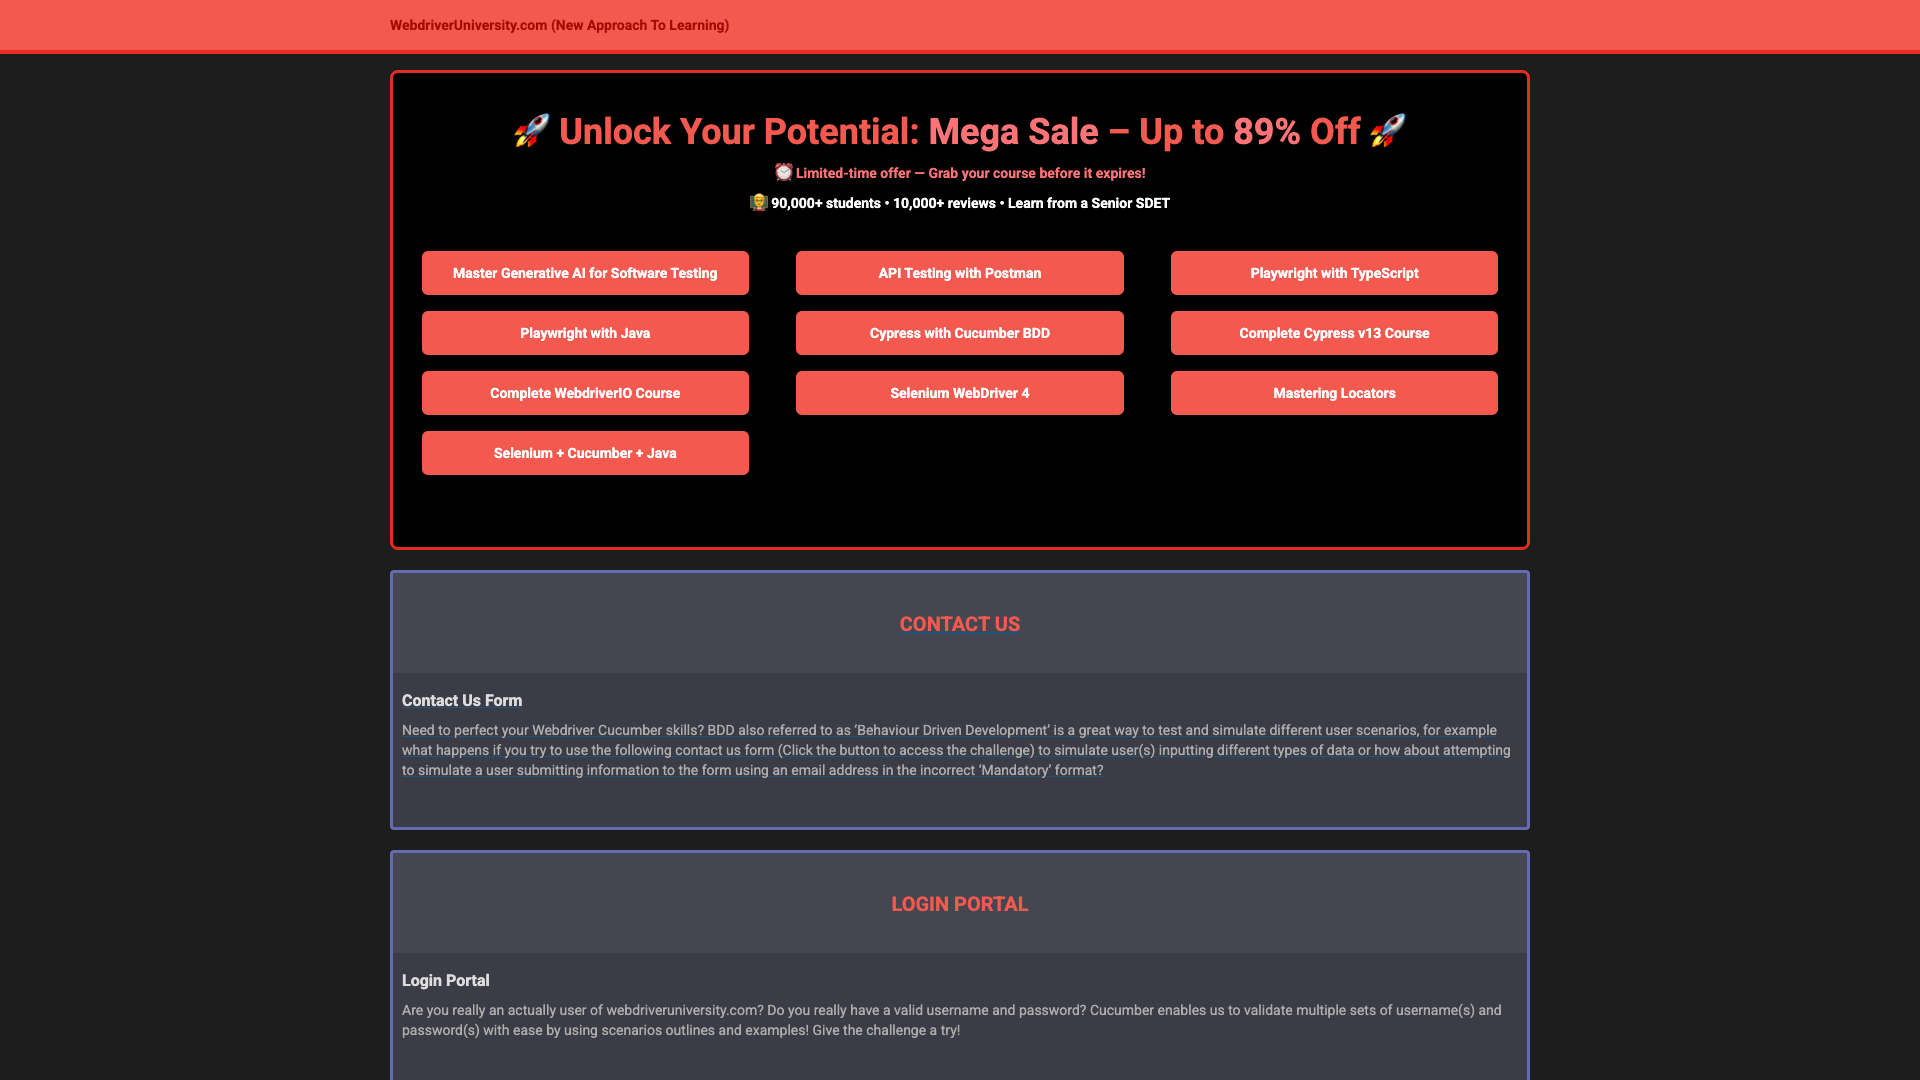 WebdriverUniversity.com (New Approach To Learning)
🚀 Unlock Your Potential: Mega Sale – Up to 89% Off 🚀
⏰ Limited-time offer — Grab your course before it expires!
👨‍🏫 90,000+ students • 10,000+ reviews • Learn from a Senior SDET
Master Generative AI for Software Testing
API Testing with Postman
Playwright with TypeScript
Playwright with Java
Cypress with Cucumber BDD
Complete Cypress v13 Course
Complete WebdriverIO Course
Selenium WebDriver 4
Mastering Locators
Selenium + Cucumber + Java
CONTACT US
Contact Us Form
Need to perfect your Webdriver Cucumber skills? BDD also referred to as ‘Behaviour Driven Development’ is a great way to test and simulate different user scenarios, for example
what happens if you try to use the following contact us form (Click the button to access the challenge) to simulate user(s) inputting different types of data or how about attempting
to simulate a user submitting information to the form using an email address in the incorrect ‘Mandatory’ format?
LOGIN PORTAL
Login Portal
Are you really an actually user of webdriveruniversity.com? Do you really have a valid username and password? Cucumber enables us to validate multiple sets of username(s) and
password(s) with ease by using scenarios outlines and examples! Give the challenge a try!